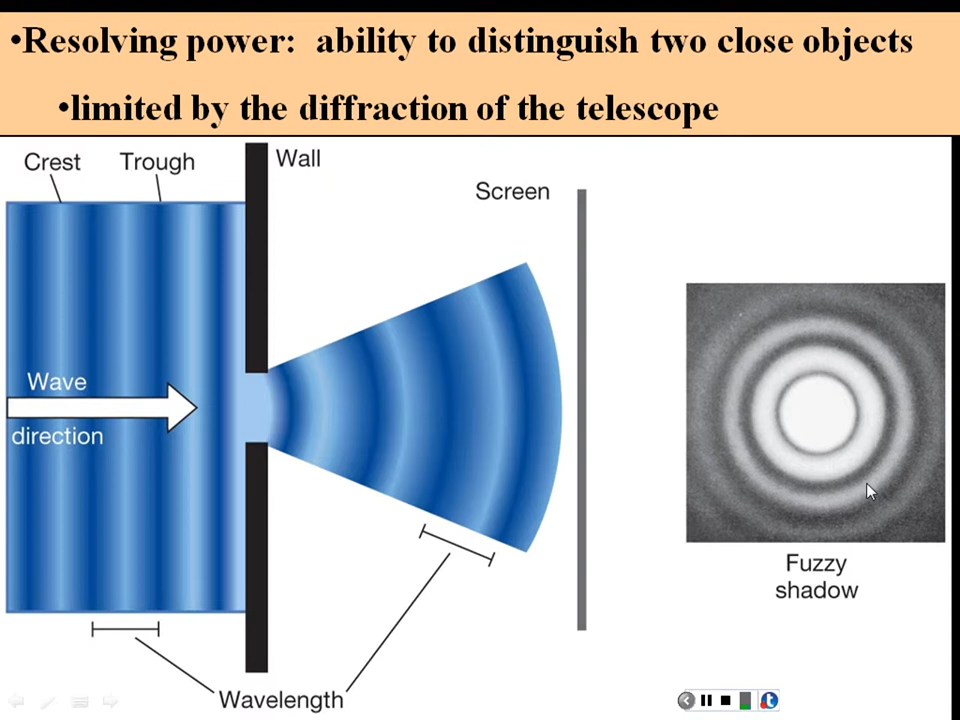 •Resolving power:  ability to distinguish two close objects
•limited by the diffraction of the telescope
Crest
Trough
Wall
Screen
Wave
direction
Fuzzy
shadow
Wavelength